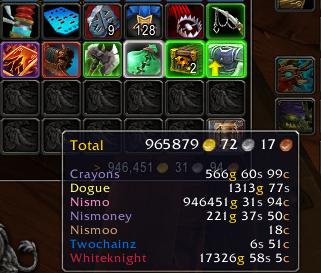 9
128
2
Total 965879 72 17
946,451 31 94
Crayons 566g 60s 99c
Dogue 1313g 77s
Nismo 946451g 31s 94c
Nismoney 221g 37s 50c
Nismoo 18c
Twochainz 6s 51c
Whiteknight 17326g 58s 5c